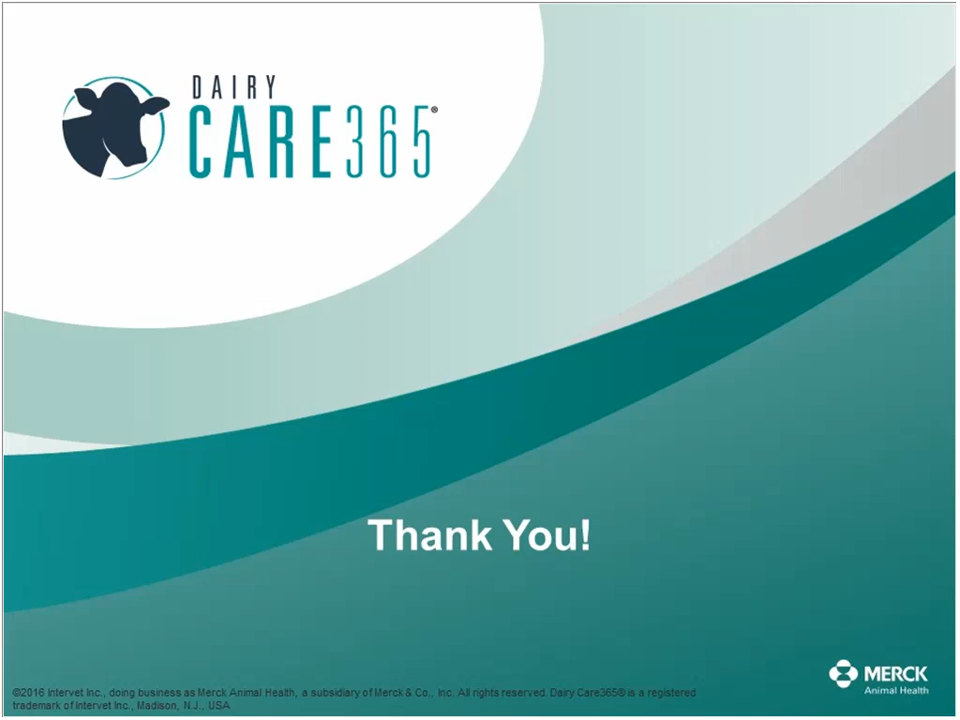 DAIRY
CARE365®
Thank You!
MERCK
Animal Health
©2016 Intervet Inc., doing business as Merck Animal Health, a subsidiary of Merck & Co., Inc. All rights reserved. Dairy Care365® is a registered
trademark of Intervet Inc., Madison, N.J., USA